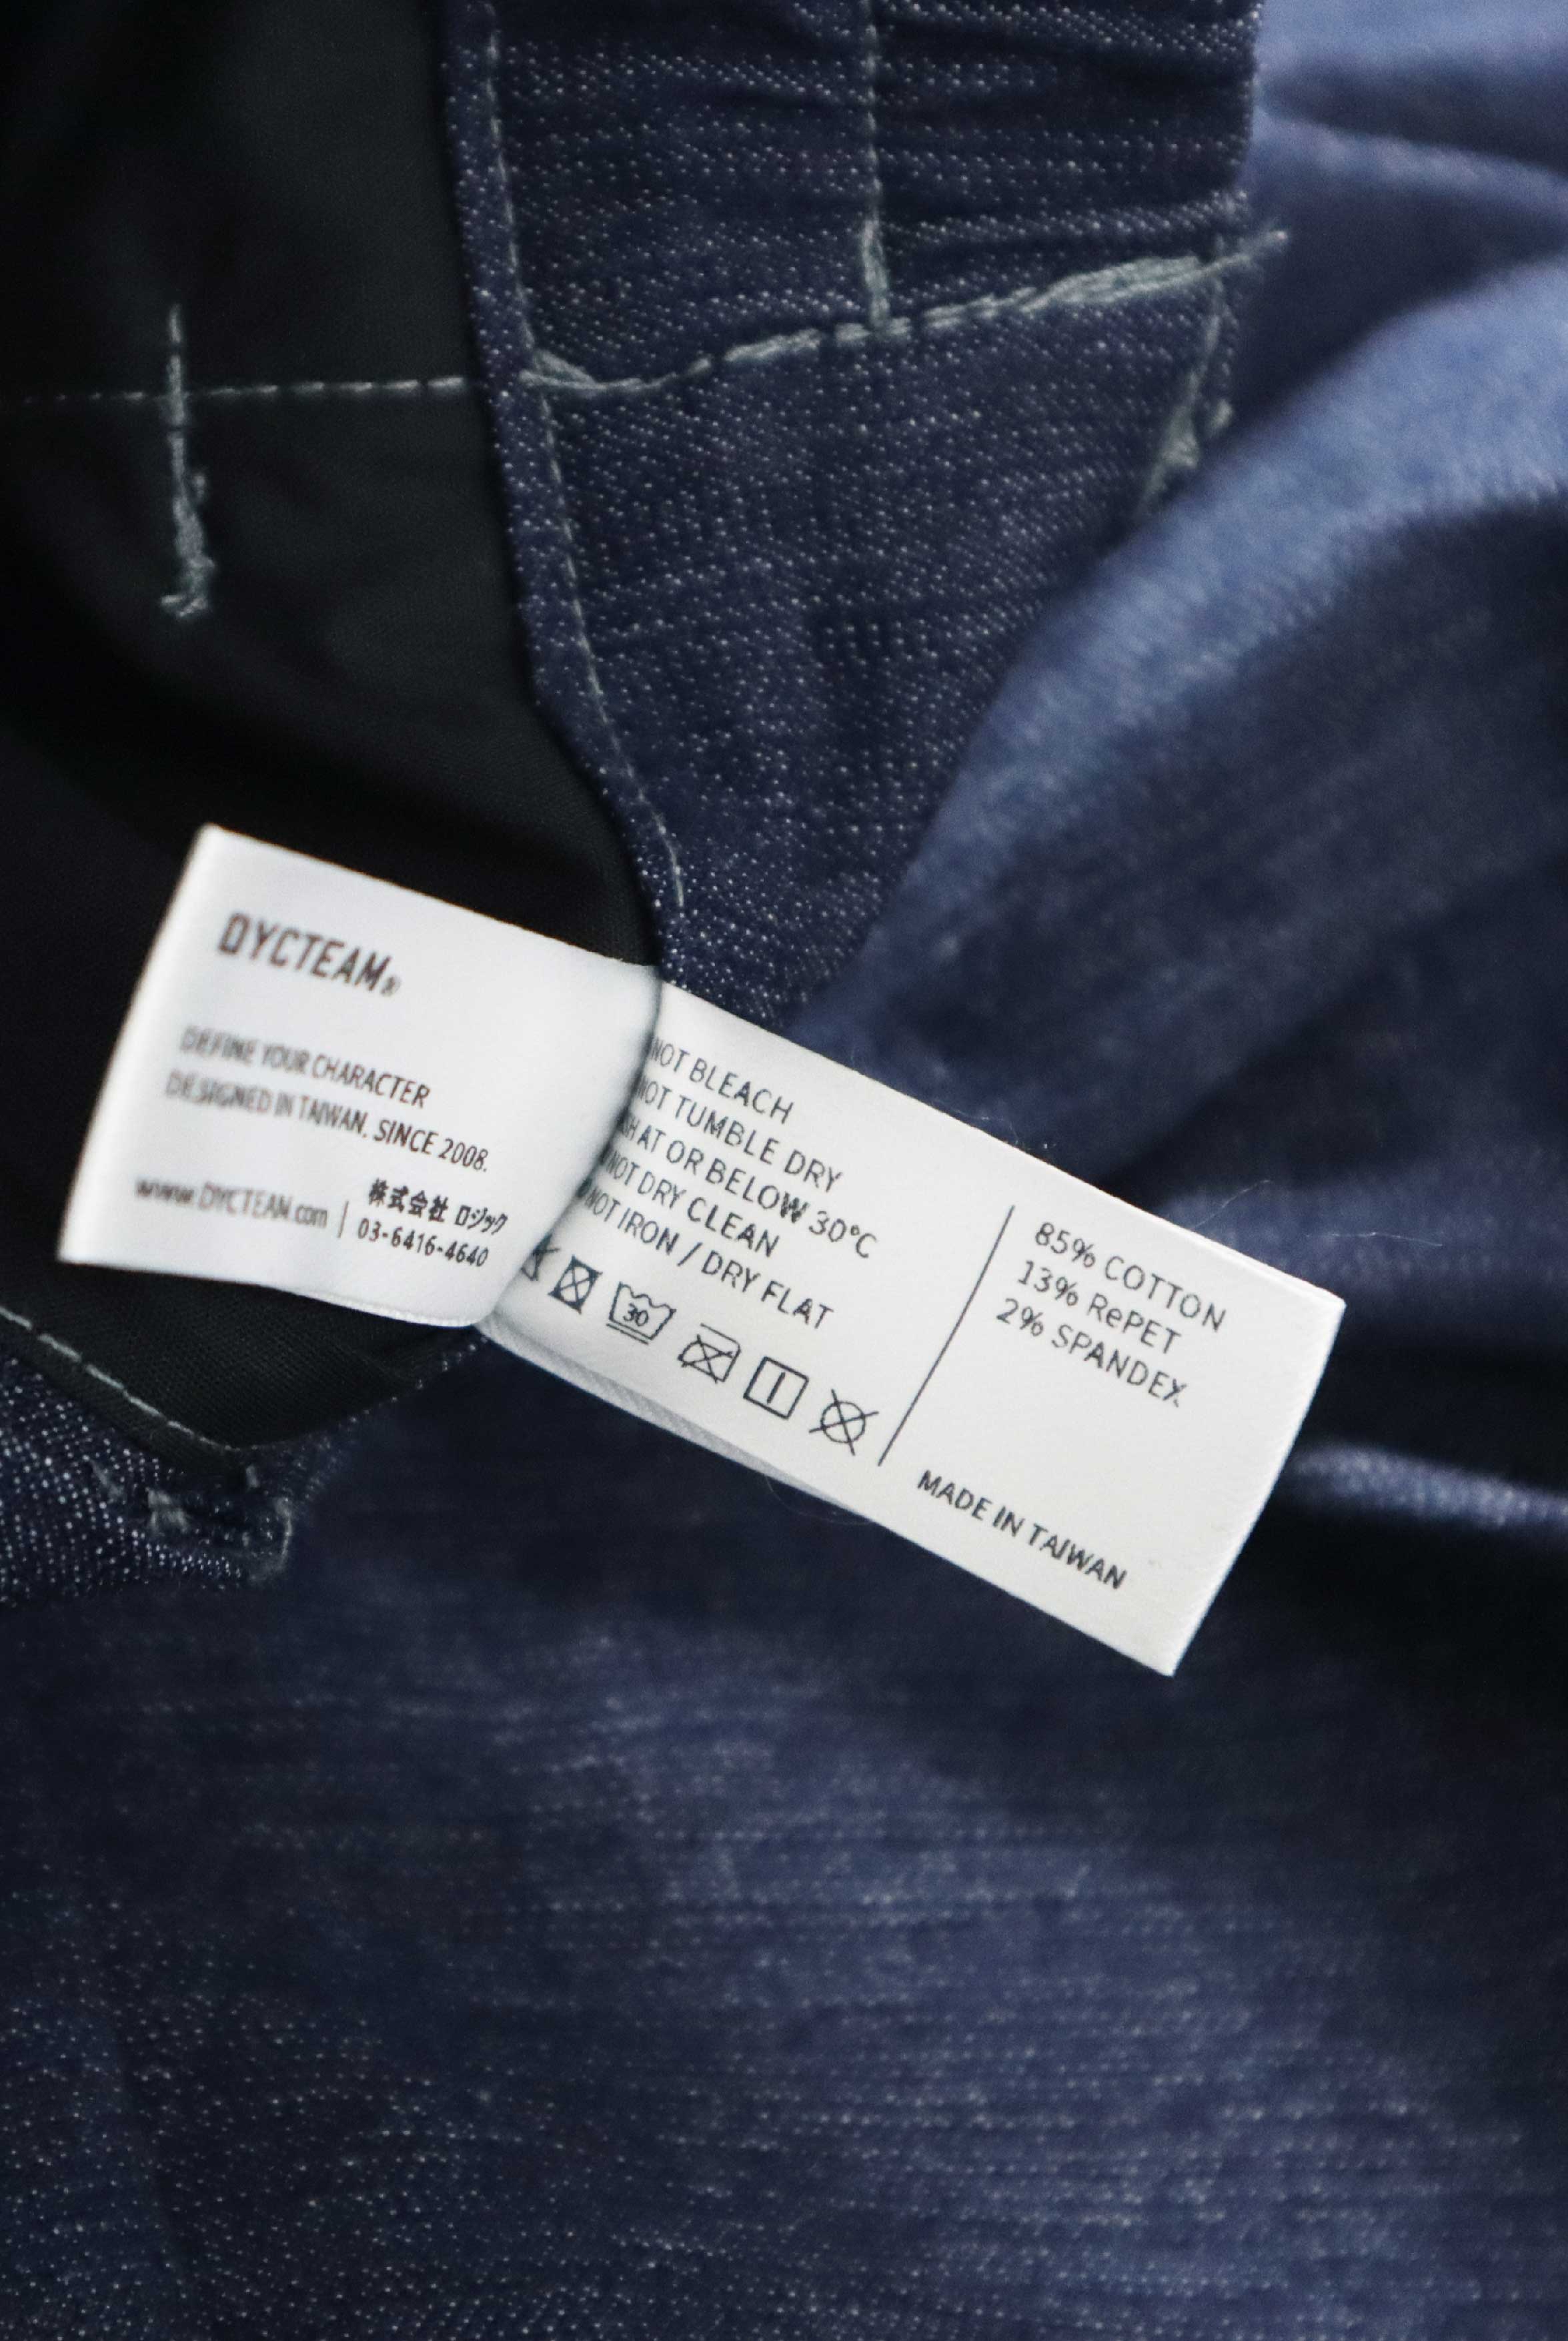 DYCTEAM®
DEFINE YOUR CHARACTER
DESIGNED IN TAIWAN. SINCE 2008.
www.DYCTEAM.com
株式会社 ロジック
03-6416-4640
NOT BLEACH
NOT TUMBLE DRY
SH AT OR BELOW 30°C
NOT DRY CLEAN
NOT IRON / DRY FLAT
30
85% COTTON
13% RePET
2% SPANDEX
MADE IN TAIWAN